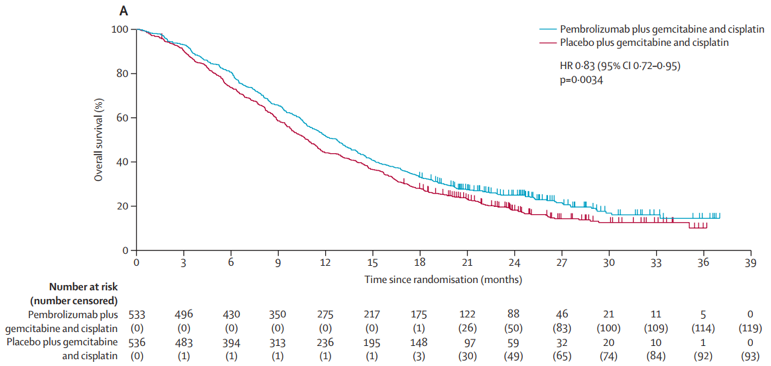 A
100
80
60
40
20
0
Overall survival (%)
Pembrolizumab plus gemcitabine and cisplatin
Placebo plus gemcitabine and cisplatin
HR 0·83 (95% CI 0·72–0·95)
p=0·0034
0 3 6 9 12 15 18 21 24 27 30 33 36 39
Time since randomisation (months)
Number at risk
(number censored)
Pembrolizumab plus 533 496 430 350 275 217 175 122 88 46 21 11 5 0
gemcitabine and cisplatin (0) (0) (0) (0) (0) (0) (1) (26) (50) (83) (100) (109) (114) (119)
Placebo plus gemcitabine 536 483 394 313 236 195 148 97 59 32 20 10 1 0
and cisplatin (0) (1) (1) (1) (1) (1) (3) (30) (49) (65) (74) (84) (92) (93)